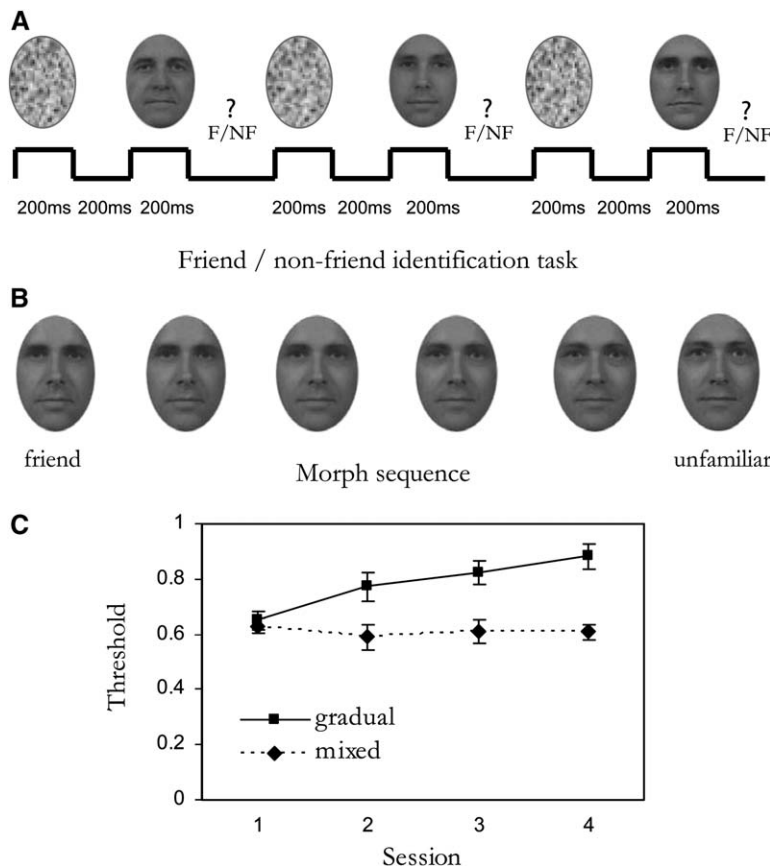 A
? ? ?
F/NF F/NF F/NF
200ms 200ms 200ms 200ms 200ms 200ms 200ms 200ms 200ms
Friend / non-friend identification task
B
friend Morph sequence unfamiliar
C
1
0.8
0.6
0.4
0.2
0
Threshold
gradual
mixed
1 2 3 4
Session